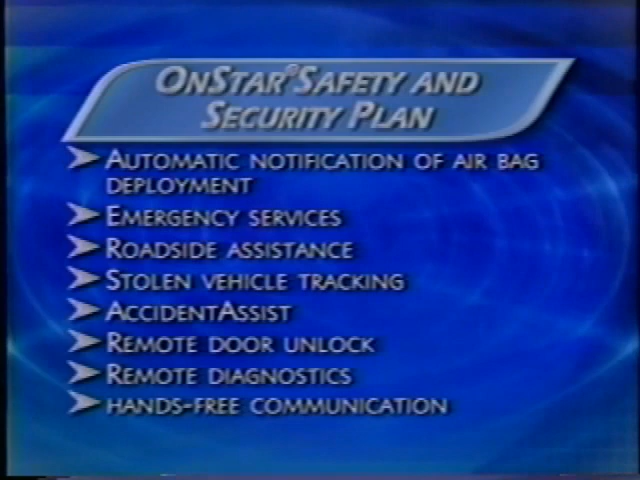 OnStar® Safety and
Security Plan
Automatic notification of air bag
deployment
Emergency services
Roadside assistance
Stolen vehicle tracking
AccidentAssist
Remote door unlock
Remote diagnostics
hands-free communication